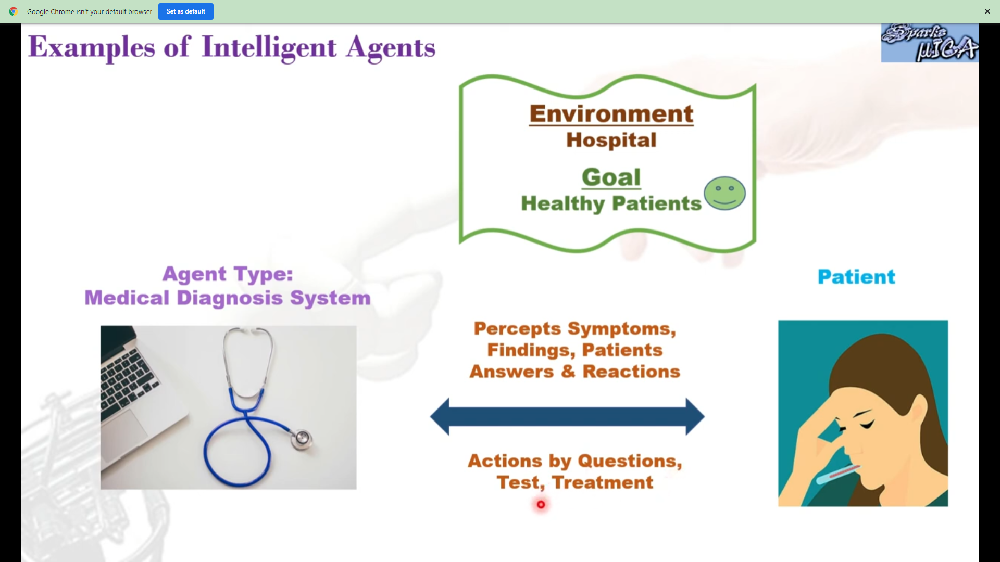 Google Chrome isn't your default browser
Set as default
Examples of Intelligent Agents
Sparks
µICA
Environment
Hospital
Goal
Healthy Patients
Agent Type:
Medical Diagnosis System
Patient
Percepts Symptoms,
Findings, Patients
Answers & Reactions
Actions by Questions,
Test, Treatment